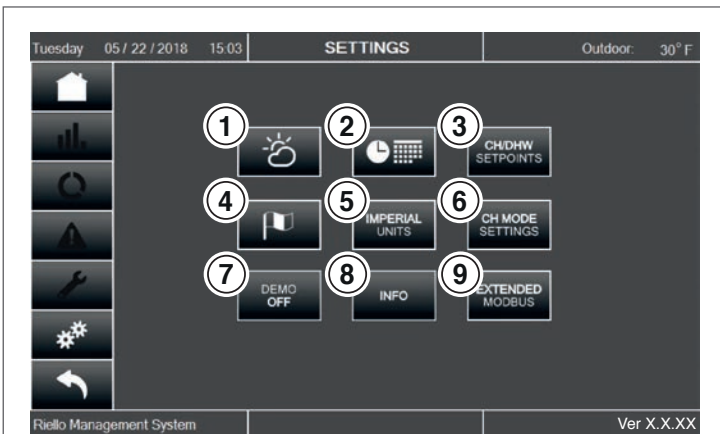 Tuesday 05 / 22 / 2018 15:03 SETTINGS Outdoor: 30° F
1 2 3
CH/DHW
SETPOINTS
4 5 6
IMPERIAL
UNITS
CH MODE
SETTINGS
7 8 9
DEMO
OFF
INFO
EXTENDED
MODBUS
Riello Management System Ver X.X.XX